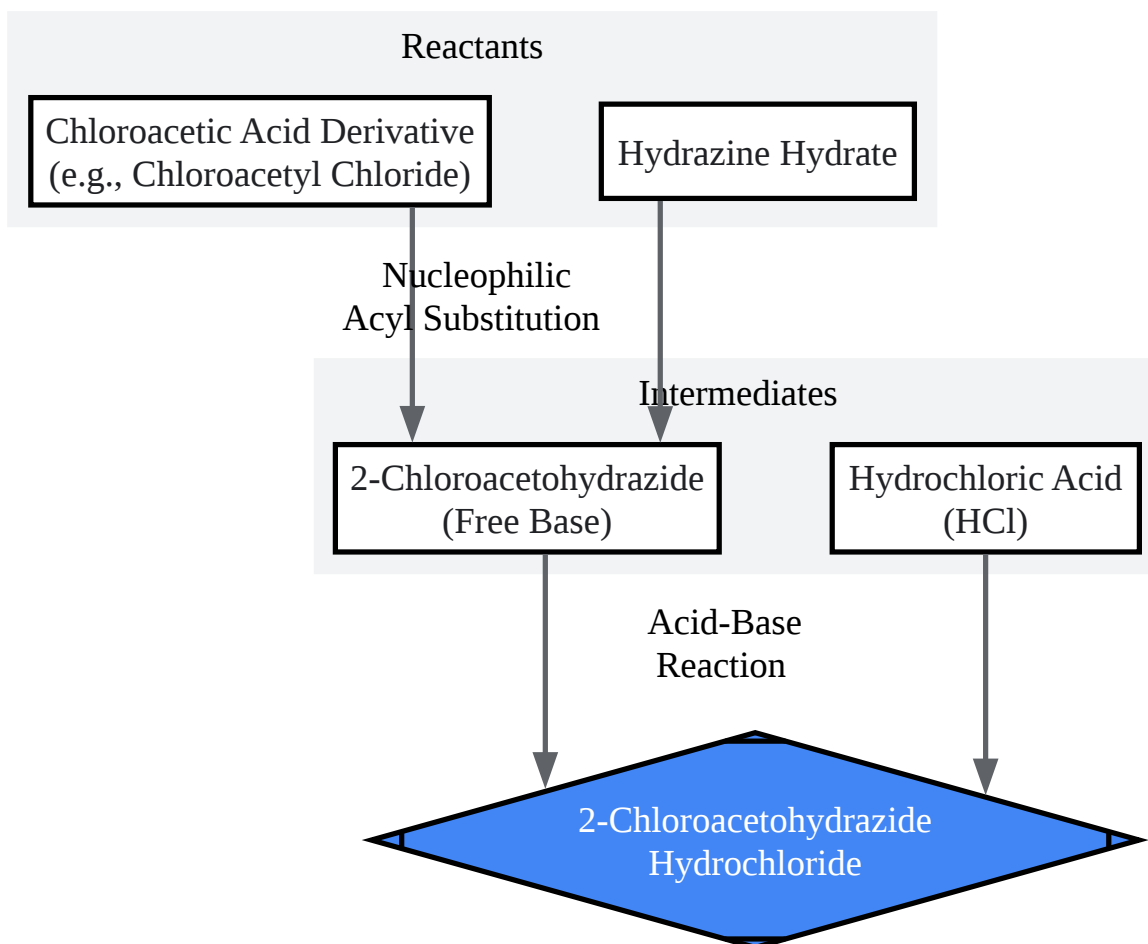 Reactants
Chloroacetic Acid Derivative
(e.g., Chloroacetyl Chloride)
Hydrazine Hydrate
Nucleophilic
Acyl Substitution
Intermediates
2-Chloroacetohydrazide
(Free Base)
Hydrochloric Acid
(HCl)
Acid-Base
Reaction
2-Chloroacetohydrazide
Hydrochloride